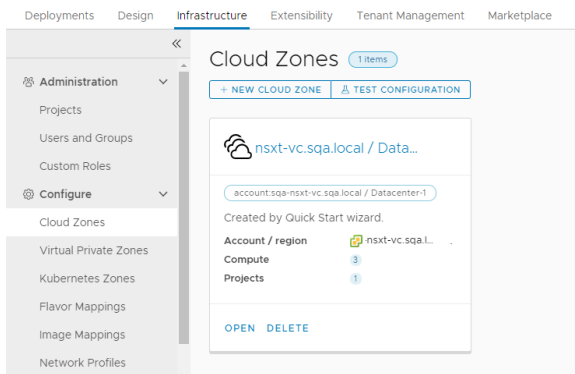 Deployments Design Infrastructure Extensibility Tenant Management Marketplace
«
Administration
Projects
Users and Groups
Custom Roles
Configure
Cloud Zones
Virtual Private Zones
Kubernetes Zones
Flavor Mappings
Image Mappings
Network Profiles
Cloud Zones 1 items
+ NEW CLOUD ZONE TEST CONFIGURATION
nsxt-vc.sqa.local / Data...
account:sqa-nsxt-vc.sqa.local / Datacenter-1
Created by Quick Start wizard.
Account / region -nsxt-vc.sqa.l... .
Compute 3
Projects 1
OPEN DELETE